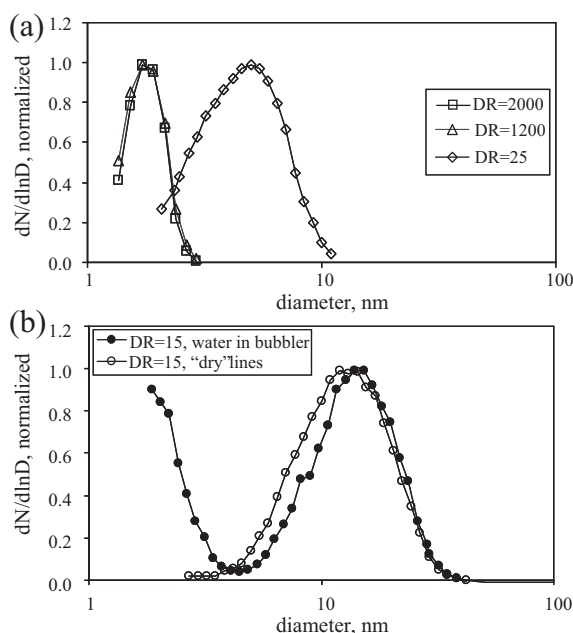 (a)
dN/dlnD, normalized
1.2
1.0
0.8
0.6
0.4
0.2
0.0
DR=2000
DR=1200
DR=25
1 10 100
diameter, nm
(b)
dN/dlnD, normalized
1.2
1.0
0.8
0.6
0.4
0.2
0.0
DR=15, water in bubbler
DR=15, “dry”lines
1 10 100
diameter, nm